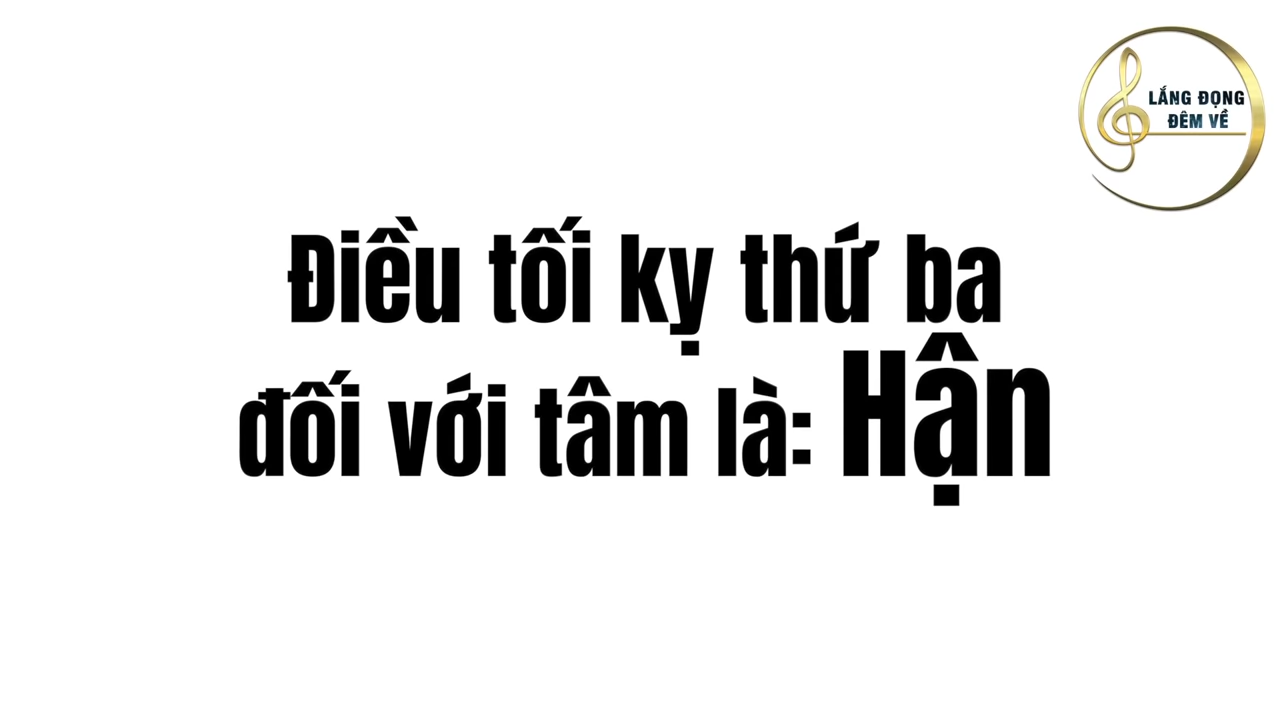 LẮNG ĐỌNG
ĐÊM VỀ
Điều tối kỵ thứ ba
đối với tâm là: Hận